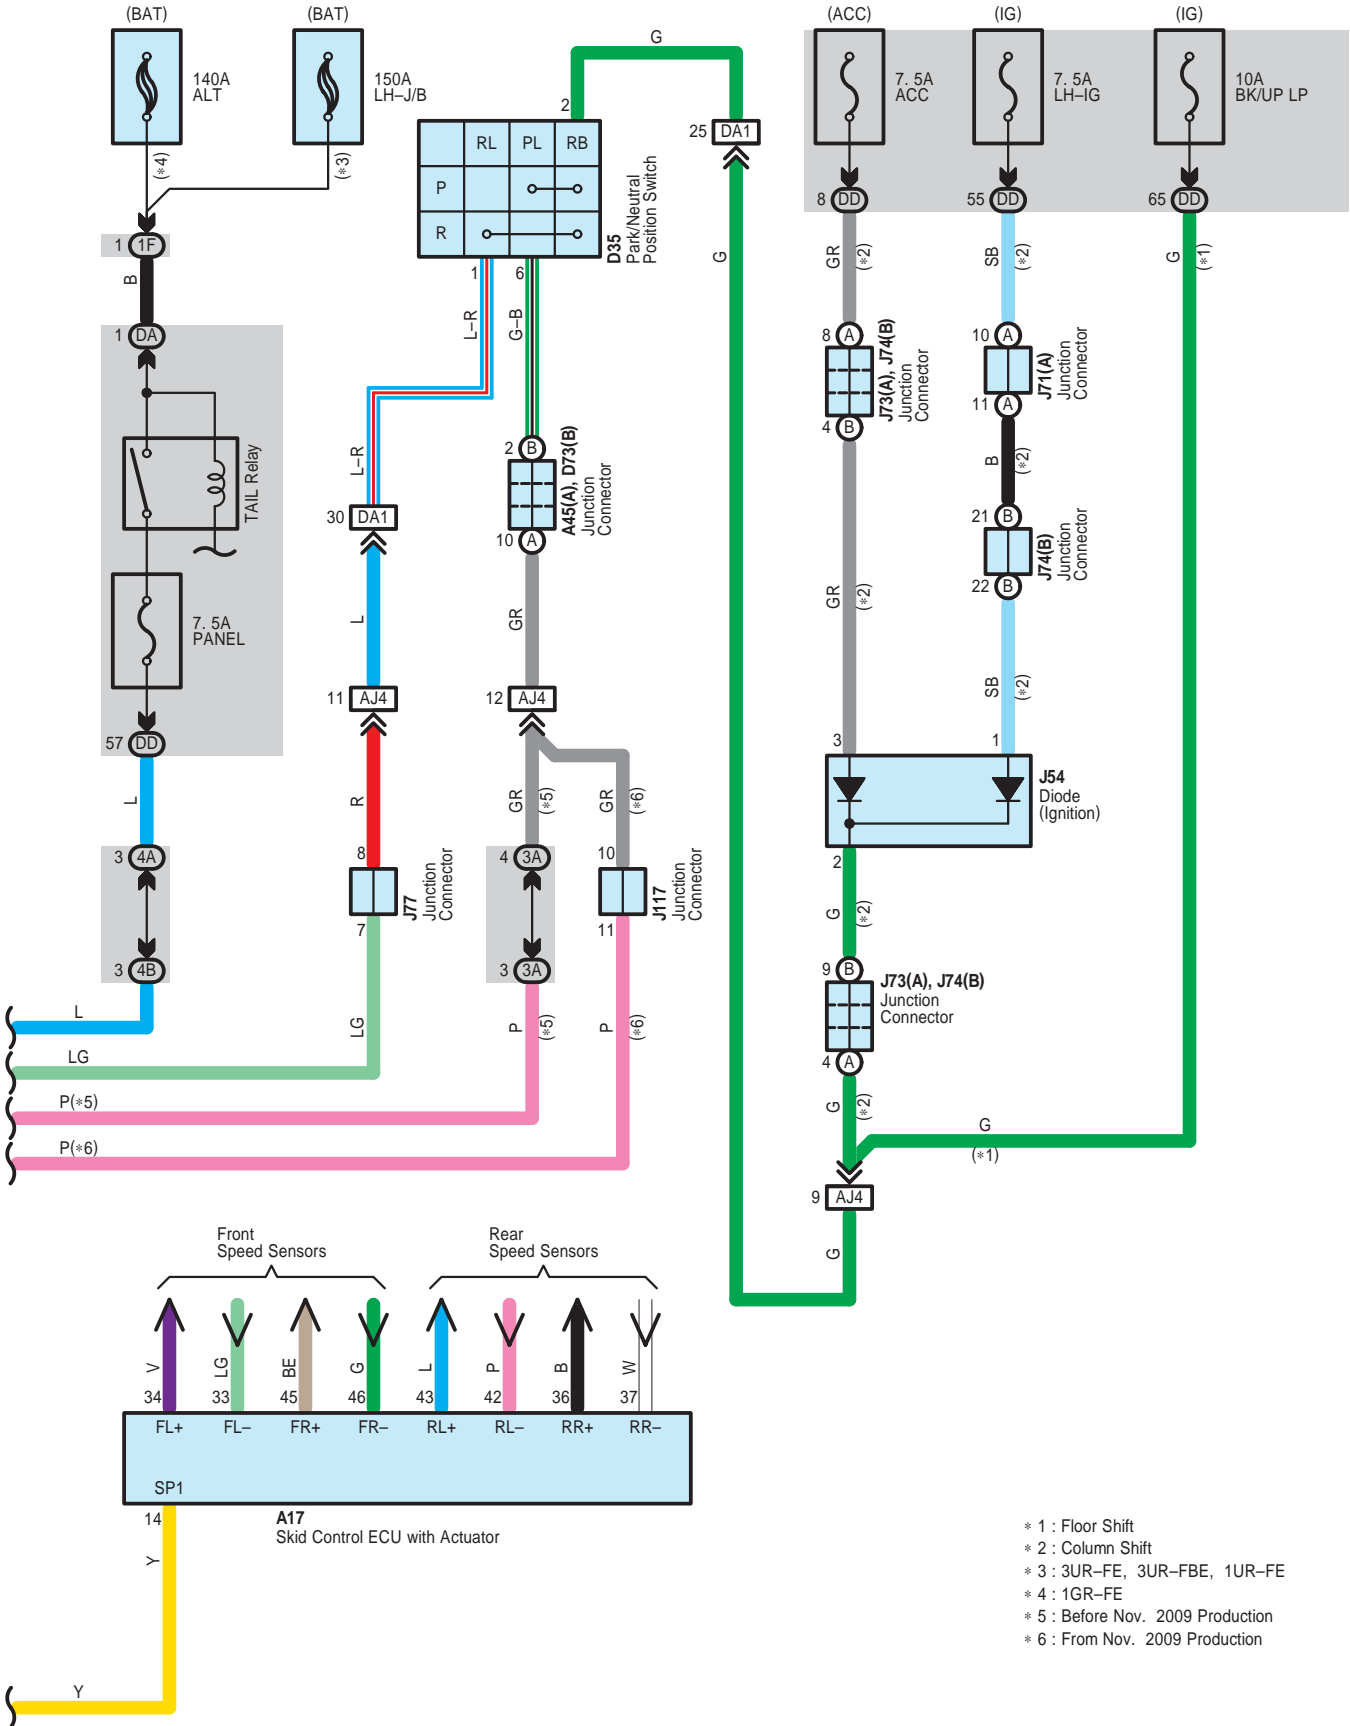 (BAT)
(BAT)
(ACC)
(IG)
(IG)
140A
ALT
150A
LH–J/B
G
7. 5A
ACC
7. 5A
LH–IG
10A
BK/UP LP
2
RL PL RB
P
R
D35
Park/Neutral
Position Switch
25 DA1
(*4)
(*3)
8 DD
55 DD
65 DD
1 1F
B
1 DA
1
6
L–R
G–B
G
GR
(*2)
SB
(*2)
G
(*1)
8 A
J73(A), J74(B)
Junction
Connector
4 B
10 A
J71(A)
Junction
Connector
11 A
TAIL Relay
L–R
2 B
A45(A), D73(B)
Junction
Connector
10 A
B
(*2)
21 B
J74(B)
Junction
Connector
22 B
30 DA1
7. 5A
PANEL
L
GR
GR
(*2)
SB
(*2)
11 AJ4
12 AJ4
57 DD
3
1
J54
Diode
(Ignition)
2
L
R
GR
(*5)
GR
(*6)
3 4A
8
J77
Junction
Connector
7
4 3A
10
J117
Junction
Connector
11
G
(*2)
3 4B
3 3A
9 B
J73(A), J74(B)
Junction
Connector
4 A
L
LG
LG
P
(*5)
P
(*6)
P(*5)
P(*6)
G
(*2)
G
(*1)
9 AJ4
G
Front
Speed Sensors
Rear
Speed Sensors
V
LG
BE
G
L
P
B
W
34 33 45 46 43 42 36 37
FL+ FL– FR+ FR– RL+ RL– RR+ RR–
SP1
14
A17
Skid Control ECU with Actuator
Y
Y
* 1 : Floor Shift
* 2 : Column Shift
* 3 : 3UR–FE, 3UR–FBE, 1UR–FE
* 4 : 1GR–FE
* 5 : Before Nov. 2009 Production
* 6 : From Nov. 2009 Production